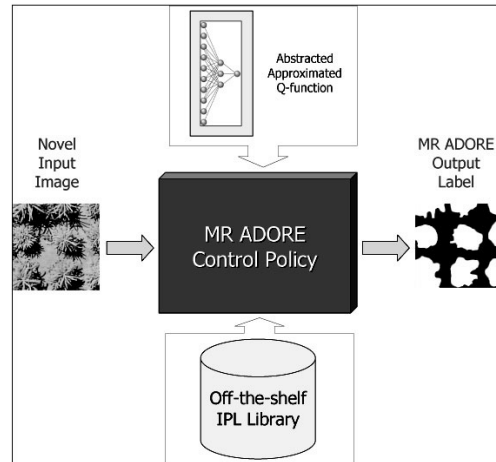 Abstracted
Approximated
Q-function
Novel
Input
Image
MR ADORE
Control Policy
MR ADORE
Output
Label
Off-the-shelf
IPL Library